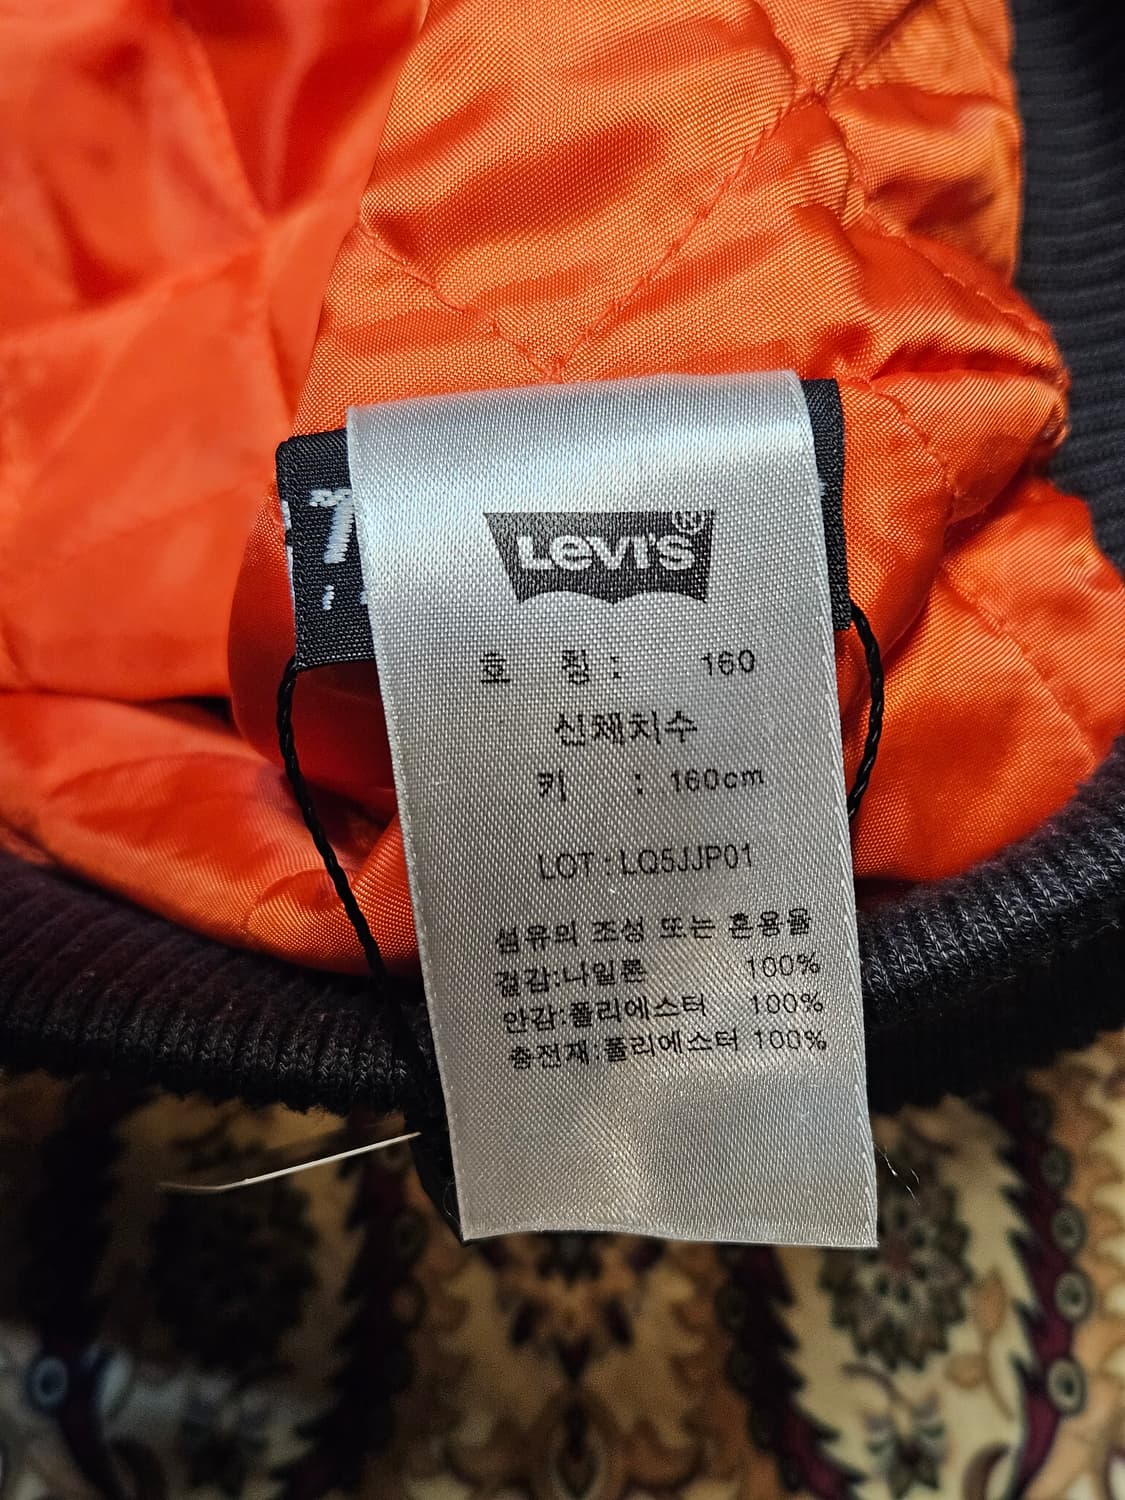 LEVI'S®
호 칭 : 160
신체치수
키 : 160cm
LOT : LQ5JJP01
섬유의 조성 또는 혼용율
겉감:나일론 100%
안감:폴리에스터 100%
충전재:폴리에스터 100%